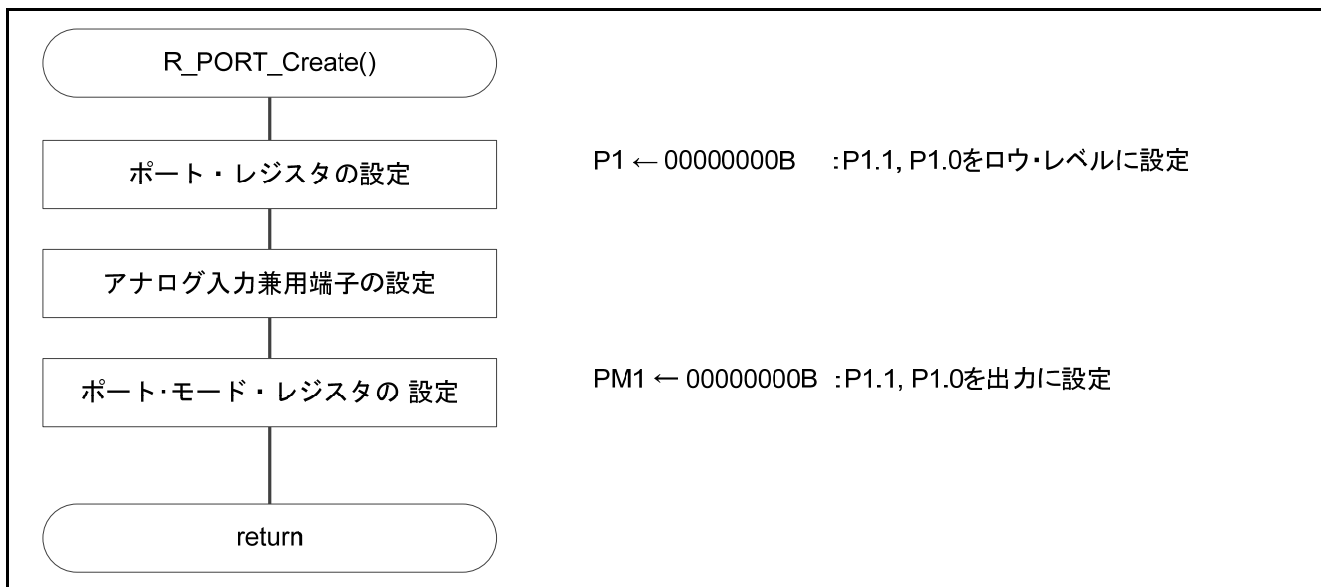 R_PORT_Create()
ポート・レジスタの設定
P1 ← 00000000B :P1.1, P1.0をロウ・レベルに設定
アナログ入力兼用端子の設定
ポート・モード・レジスタの 設定
PM1 ← 00000000B :P1.1, P1.0を出力に設定
return